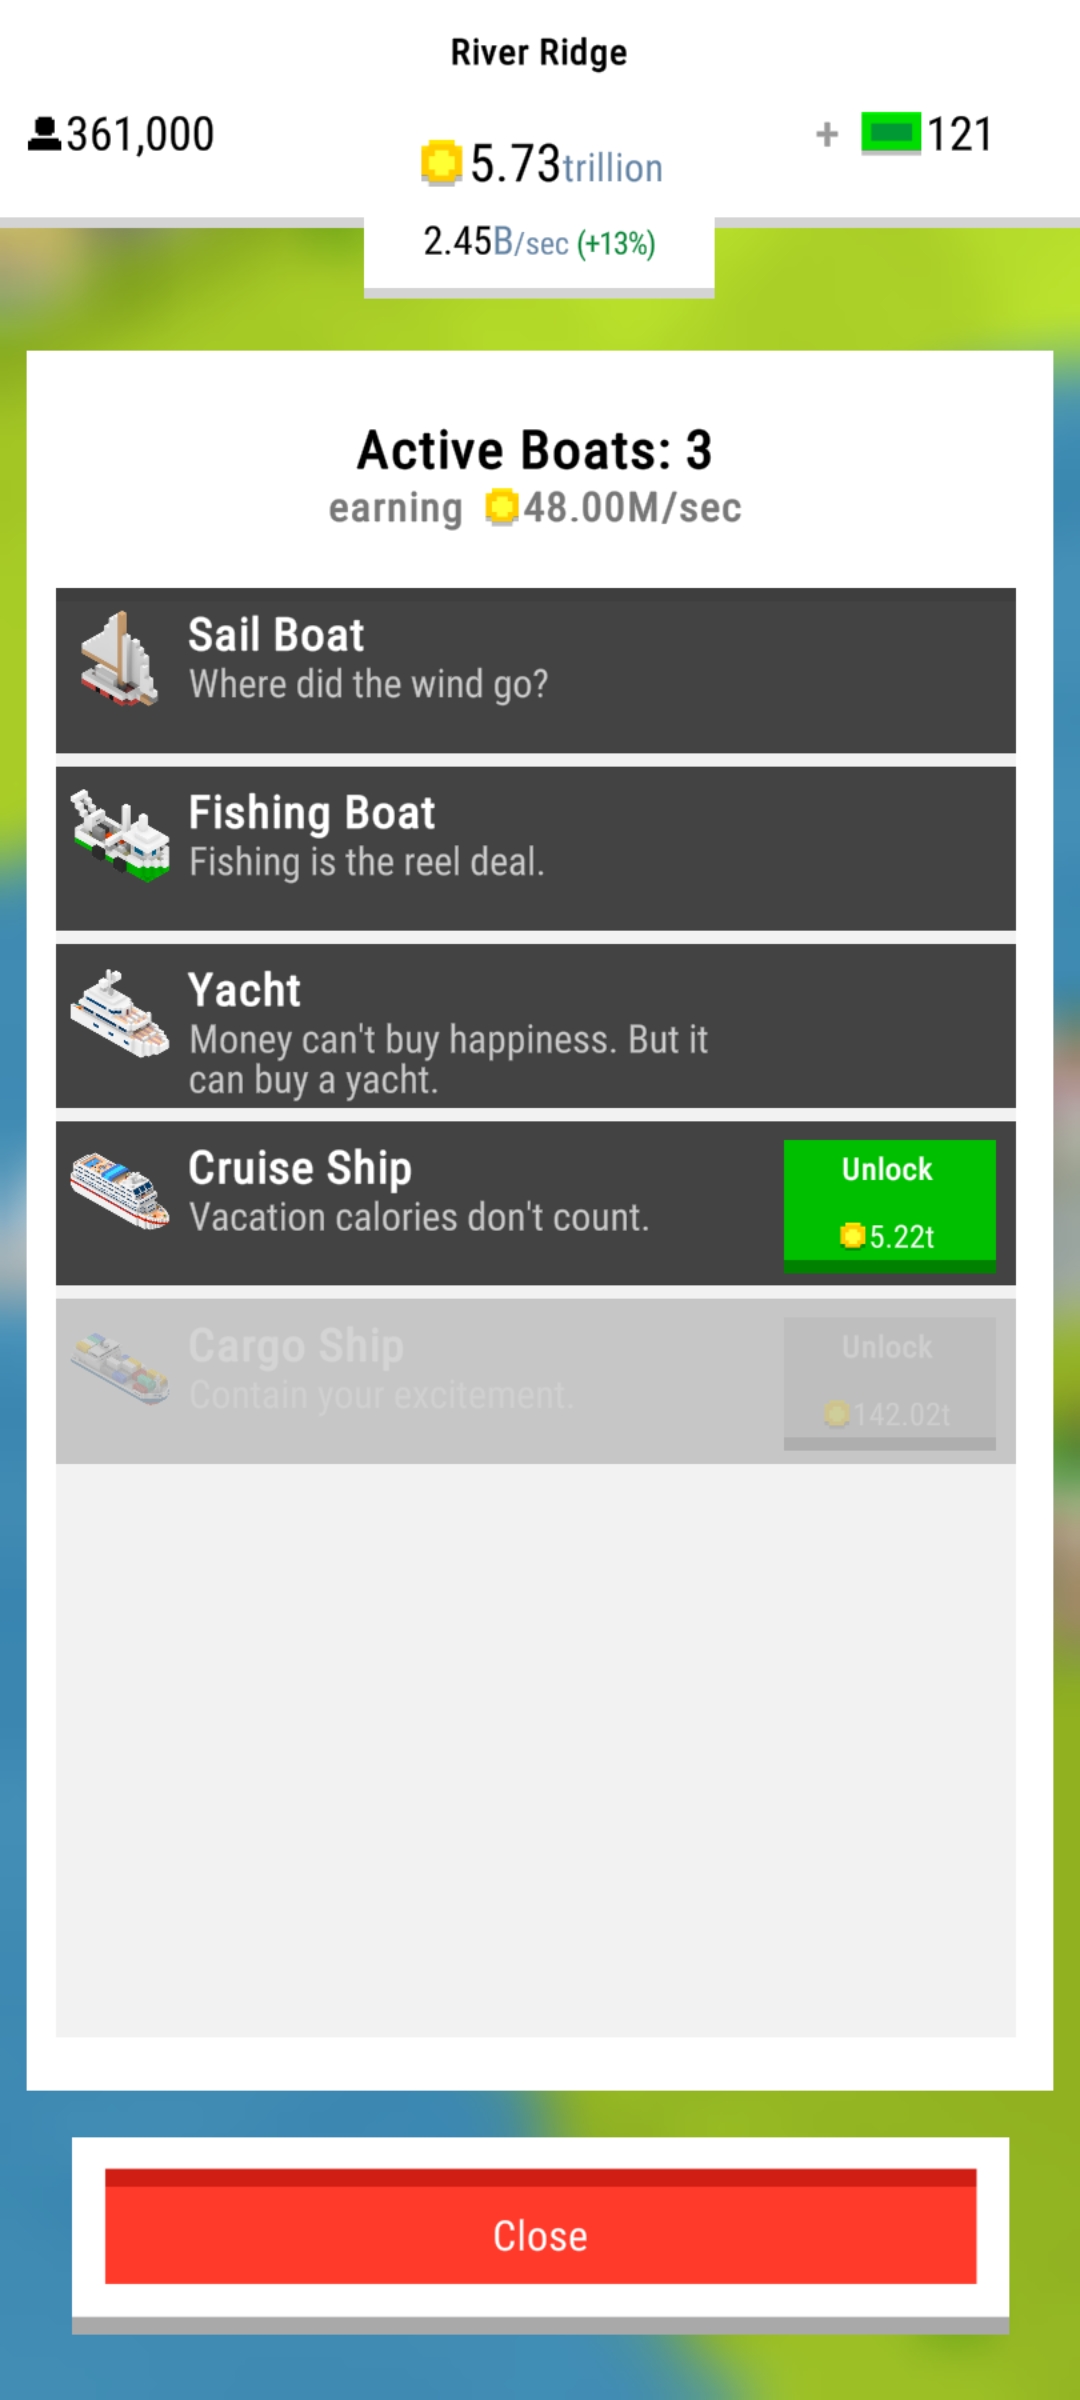 River Ridge
361,000
5.73trillion
+ 121
2.45B/sec (+13%)
Active Boats: 3
earning 48.00M/sec
Sail Boat
Where did the wind go?
Fishing Boat
Fishing is the reel deal.
Yacht
Money can't buy happiness. But it
can buy a yacht.
Cruise Ship
Vacation calories don't count.
Unlock
5.22t
Cargo Ship
Contain your excitement.
Unlock
142.02t
Close